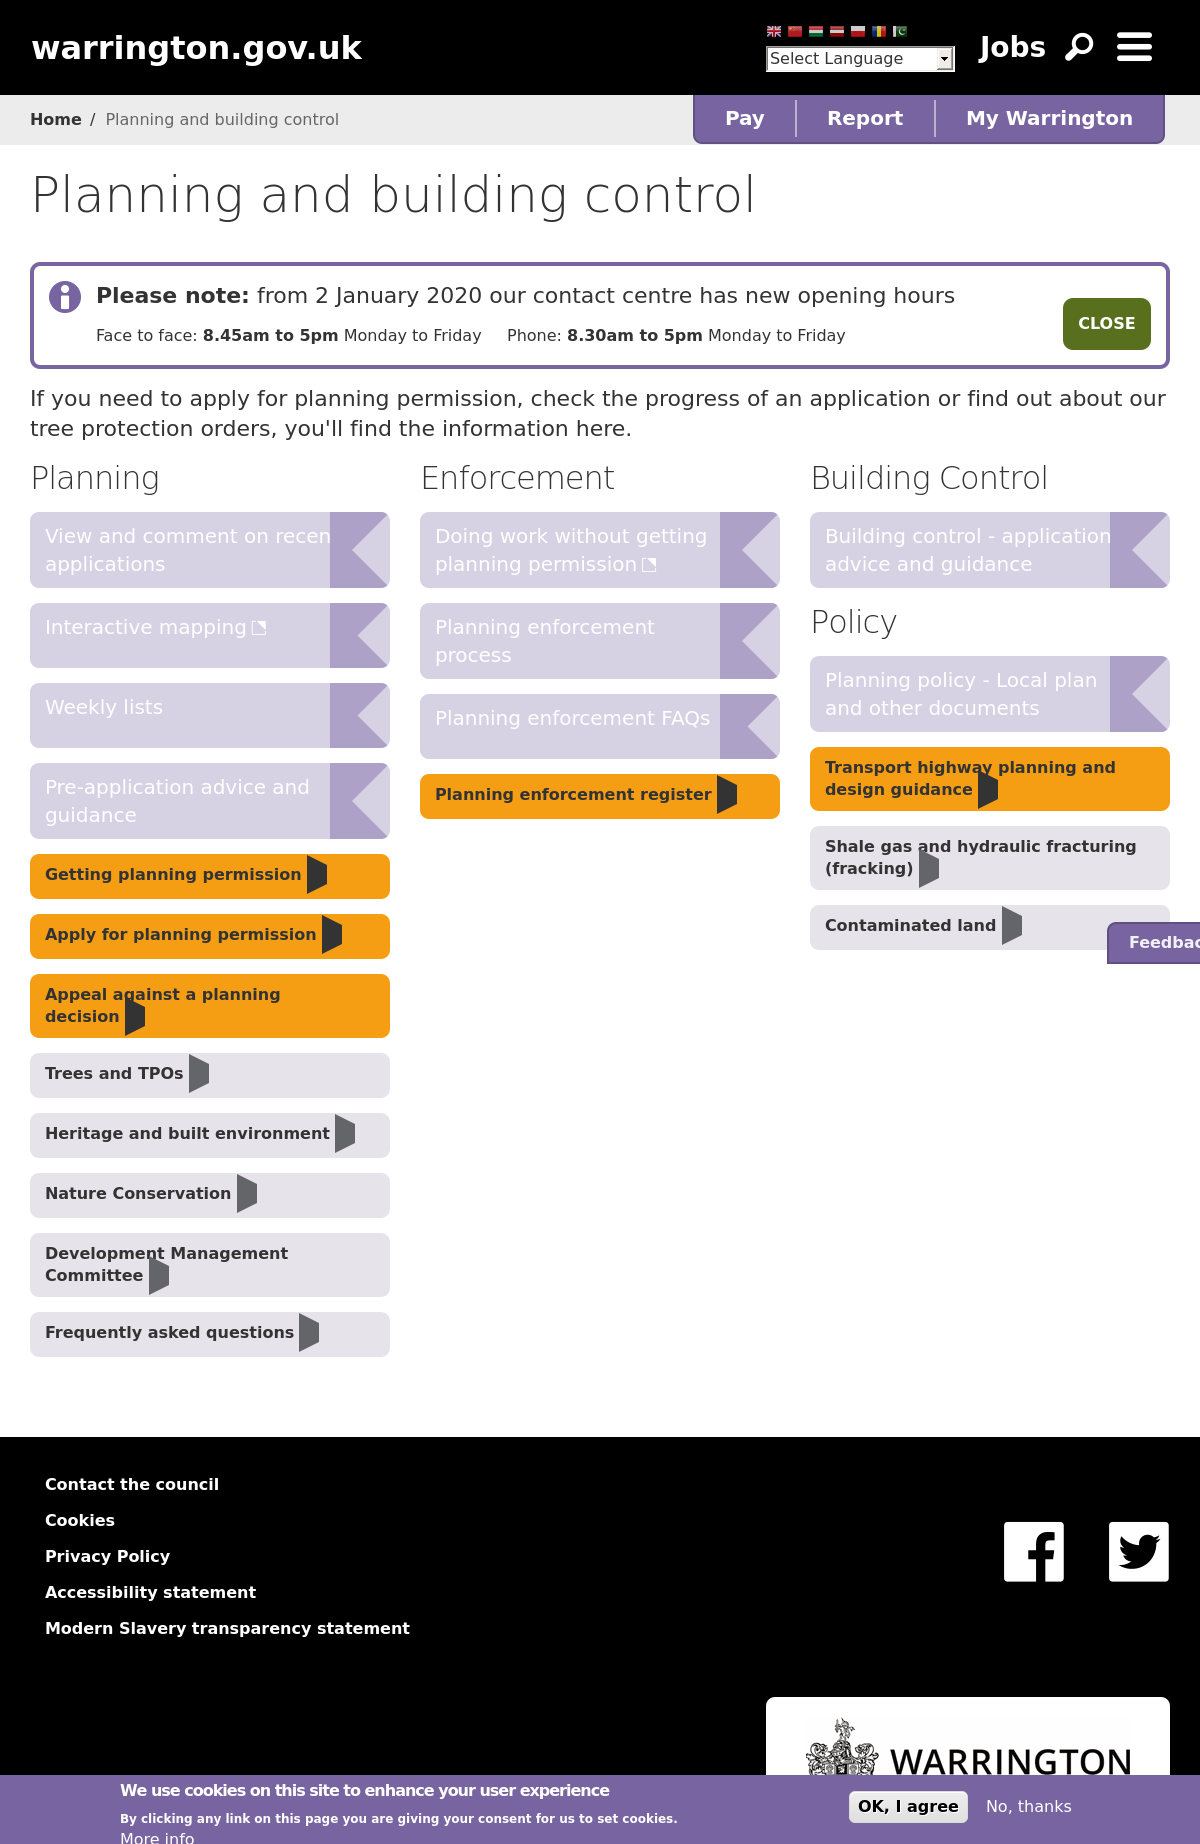 warrington.gov.uk
Select Language
Jobs
Home / Planning and building control
Pay
Report
My Warrington
Planning and building control
Please note: from 2 January 2020 our contact centre has new opening hours
Face to face: 8.45am to 5pm Monday to Friday Phone: 8.30am to 5pm Monday to Friday
CLOSE
If you need to apply for planning permission, check the progress of an application or find out about our
tree protection orders, you'll find the information here.
Planning
View and comment on recen
applications
Interactive mapping
Weekly lists
Pre-application advice and
guidance
Getting planning permission
Apply for planning permission
Appeal against a planning
decision
Trees and TPOs
Heritage and built environment
Nature Conservation
Development Management
Committee
Frequently asked questions
Enforcement
Doing work without getting
planning permission
Planning enforcement
process
Planning enforcement FAQs
Planning enforcement register
Building Control
Building control - application
advice and guidance
Policy
Planning policy - Local plan
and other documents
Transport highway planning and
design guidance
Shale gas and hydraulic fracturing
(fracking)
Contaminated land
Feedbac
Contact the council
Cookies
Privacy Policy
Accessibility statement
Modern Slavery transparency statement
WARRINGTON
We use cookies on this site to enhance your user experience
By clicking any link on this page you are giving your consent for us to set cookies.
More info
OK, I agree
No, thanks